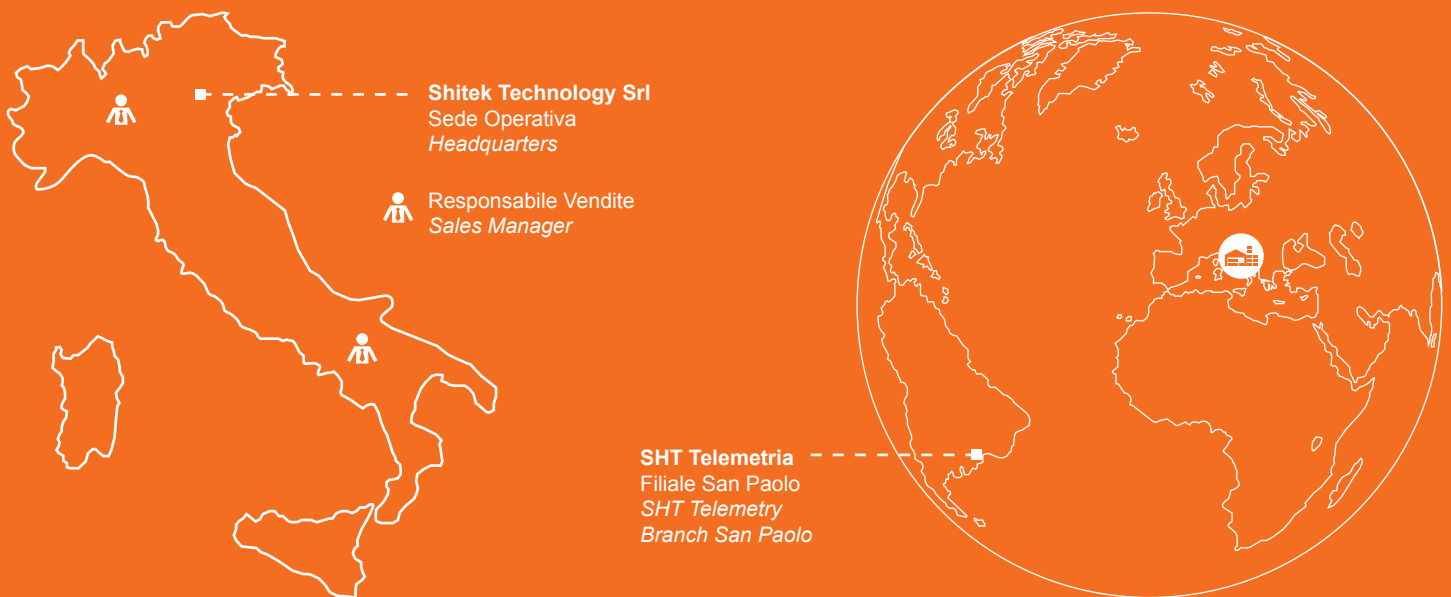 Shitek Technology Srl
Sede Operativa
Headquarters
Responsabile Vendite
Sales Manager
SHT Telemetria
Filiale San Paolo
SHT Telemetry
Branch San Paolo